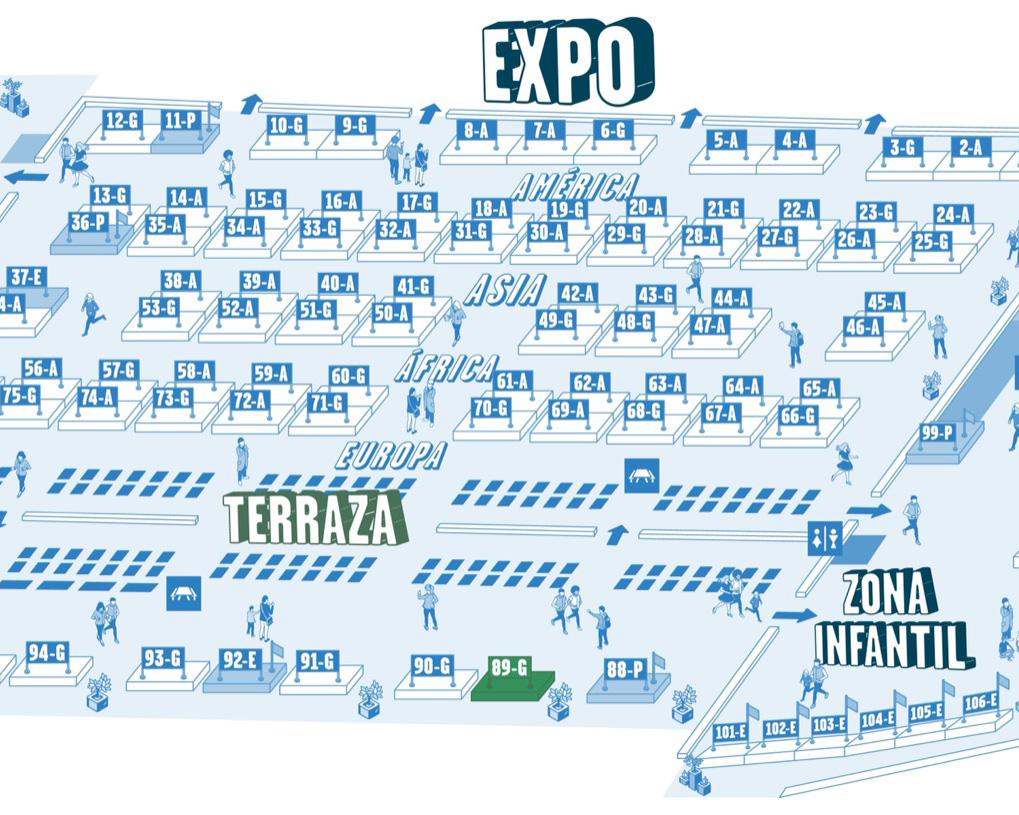 EXPO
12-G 11-P 10-G 9-G 8-A 7-A 6-G 5-A 4-A 3-G 2-A
AMÉRICA
13-G 14-A 15-G 16-A 17-G 18-A 19-G 20-A 21-G 22-A 23-G 24-A
36-P 35-A 34-A 33-G 32-A 31-G 30-A 29-G 28-A 27-G 26-A 25-G
ASIA
37-E 38-A 39-A 40-A 41-G 42-A 43-G 44-A 45-A
4-A 53-G 52-A 51-G 50-A 49-G 48-G 47-A 46-A
ÁFRICA
56-A 57-G 58-A 59-A 60-G 61-A 62-A 63-A 64-A 65-A
75-G 74-A 73-G 72-A 71-G 70-G 69-A 68-G 67-A 66-G
99-P
EUROPA
TERRAZA
ZONA
INFANTIL
94-G 93-G 92-E 91-G 90-G 89-G 88-P
101-E 102-E 103-E 104-E 105-E 106-E